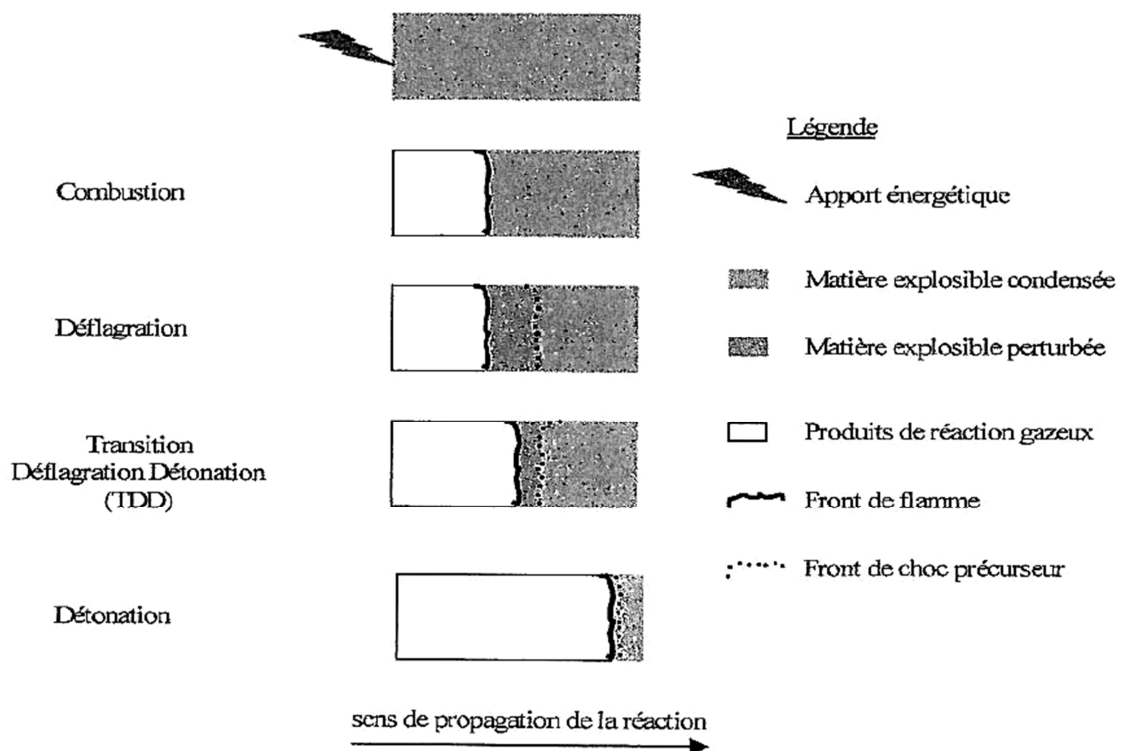 Légende
Apport énergétique
Combustion
Matière explosible condensée
Déflagration
Matière explosible perturbée
Transition
Déflagration Détonation
(TDD)
Produits de réaction gazeux
Front de flamme
Front de choc précurseur
Détonation
sens de propagation de la réaction